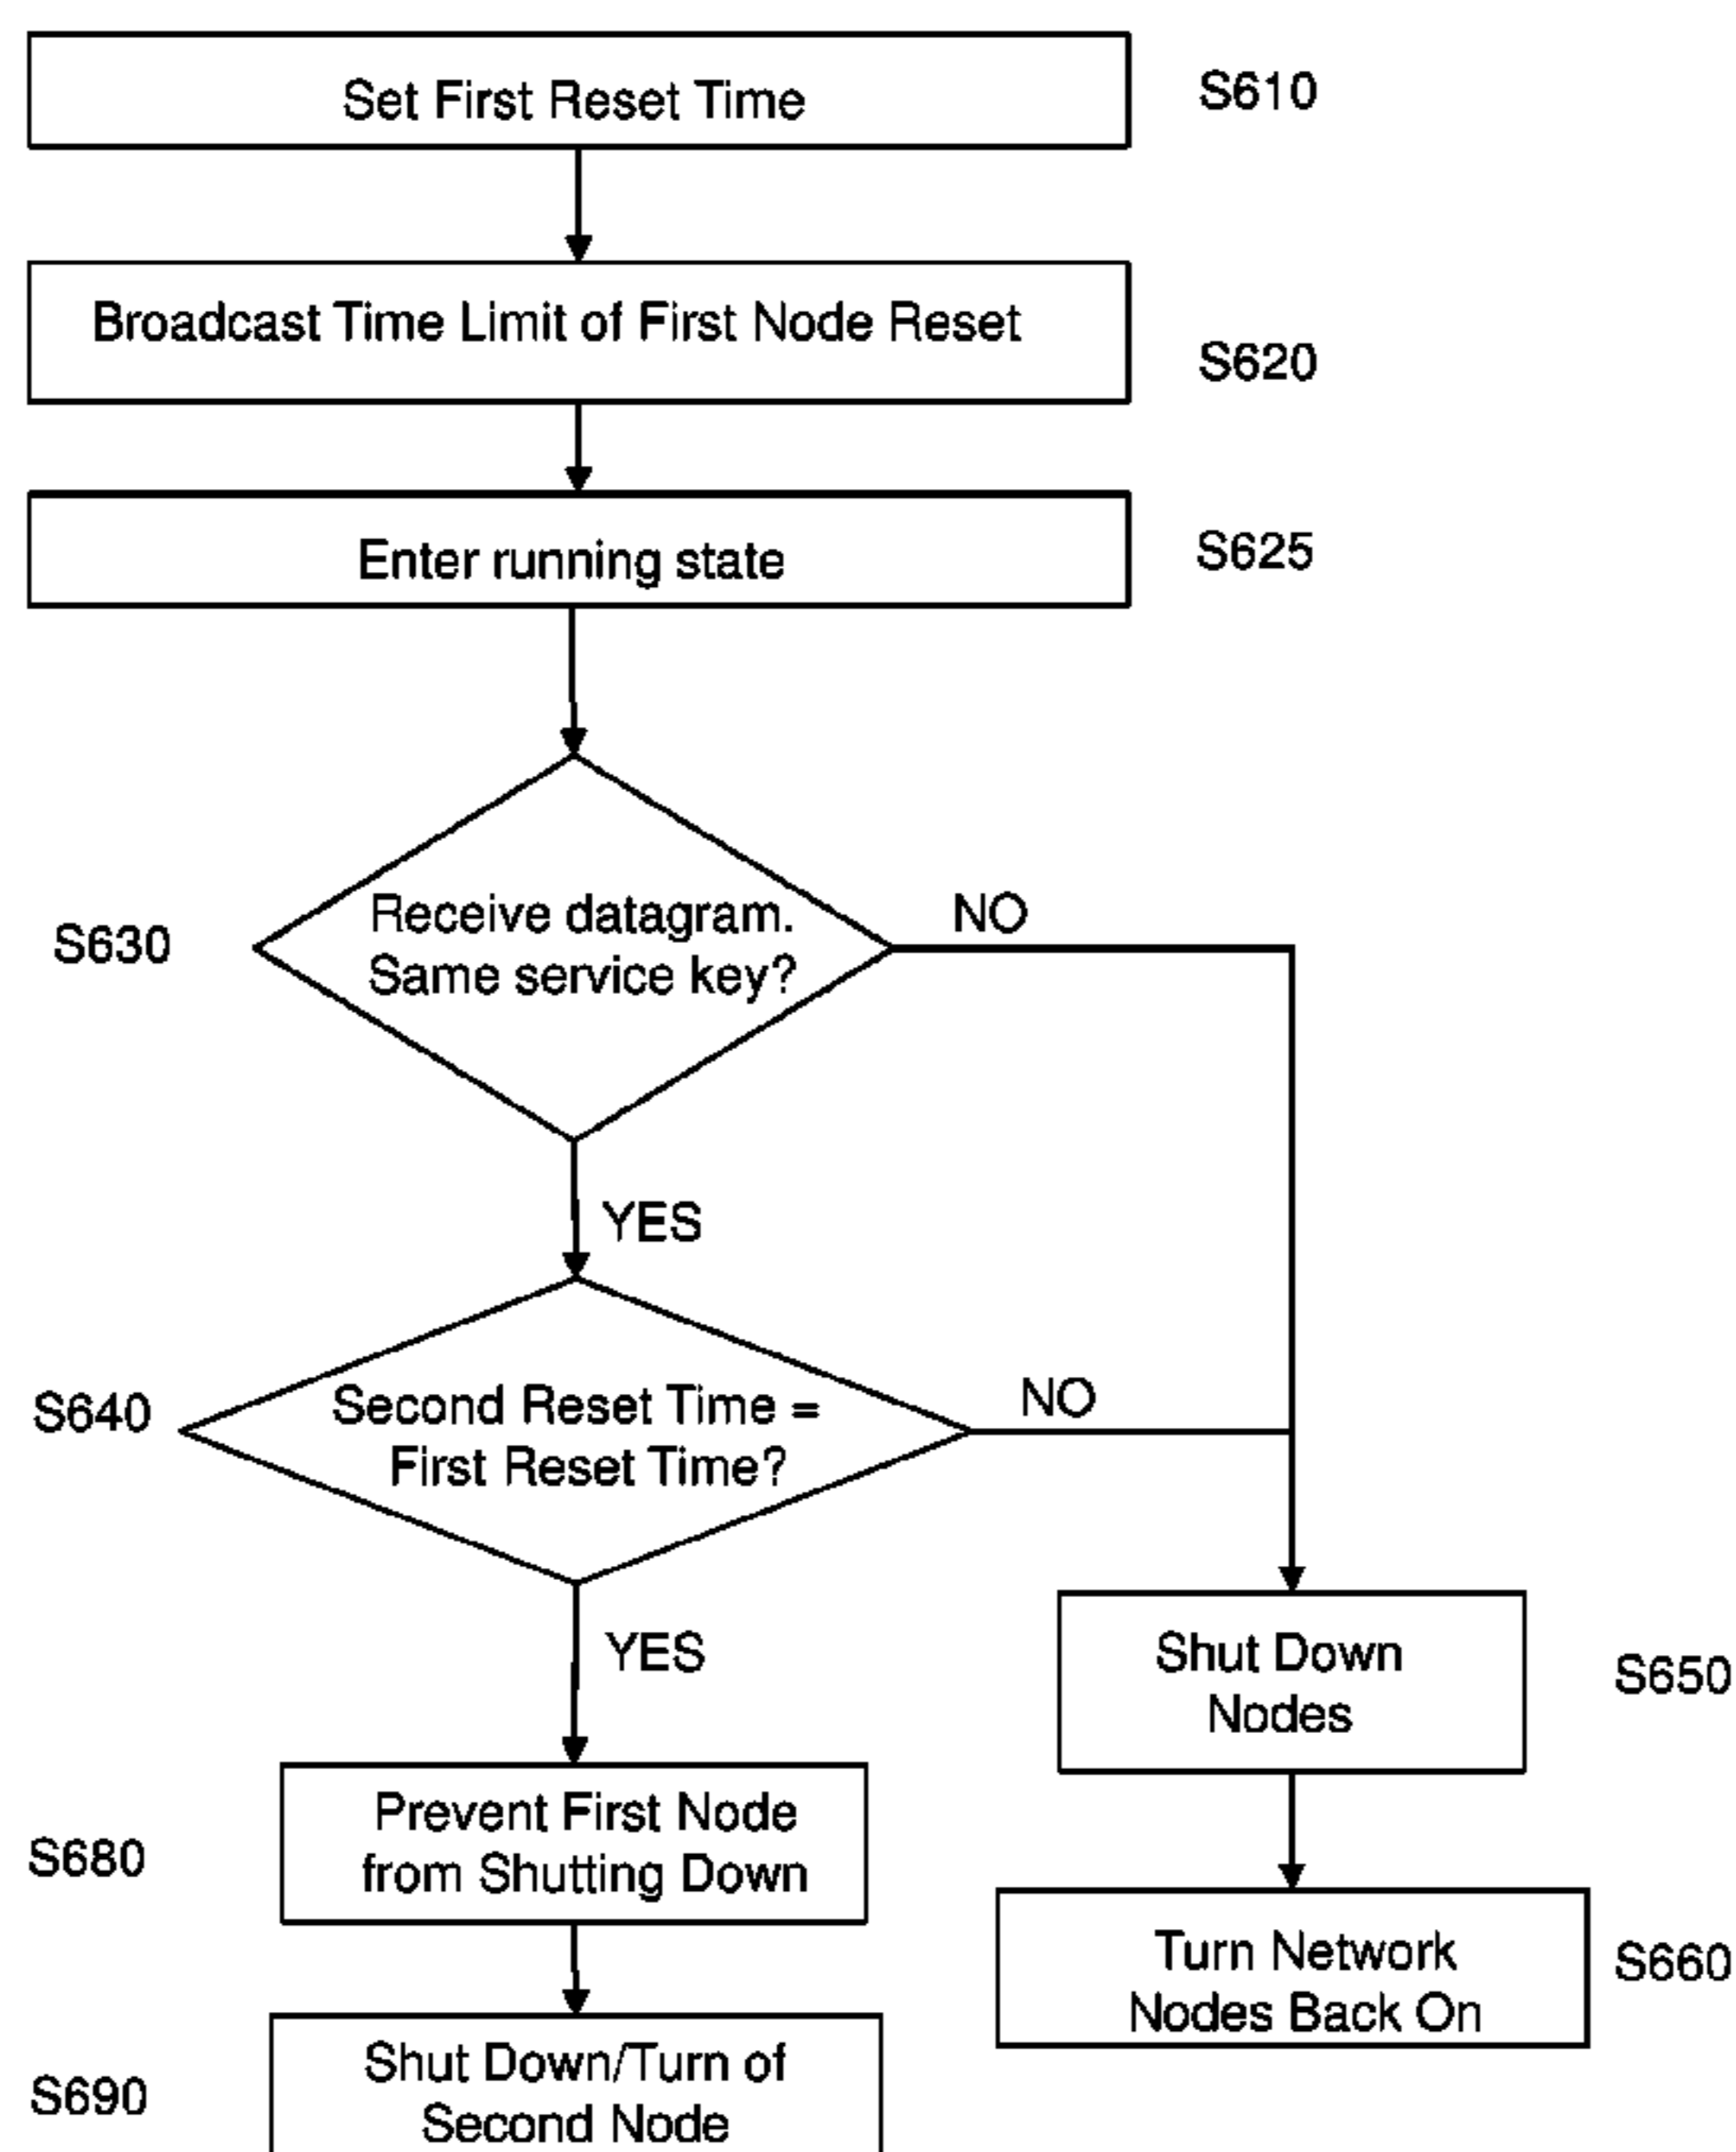 Set First Reset Time
S610
Broadcast Time Limit of First Node Reset
S620
Enter running state
S625
Receive datagram.
Same service key?
S630
NO
YES
Second Reset Time =
First Reset Time?
S640
NO
YES
Shut Down
Nodes
S650
Prevent First Node
from Shutting Down
S680
Turn Network
Nodes Back On
S660
Shut Down/Turn of
Second Node
S690